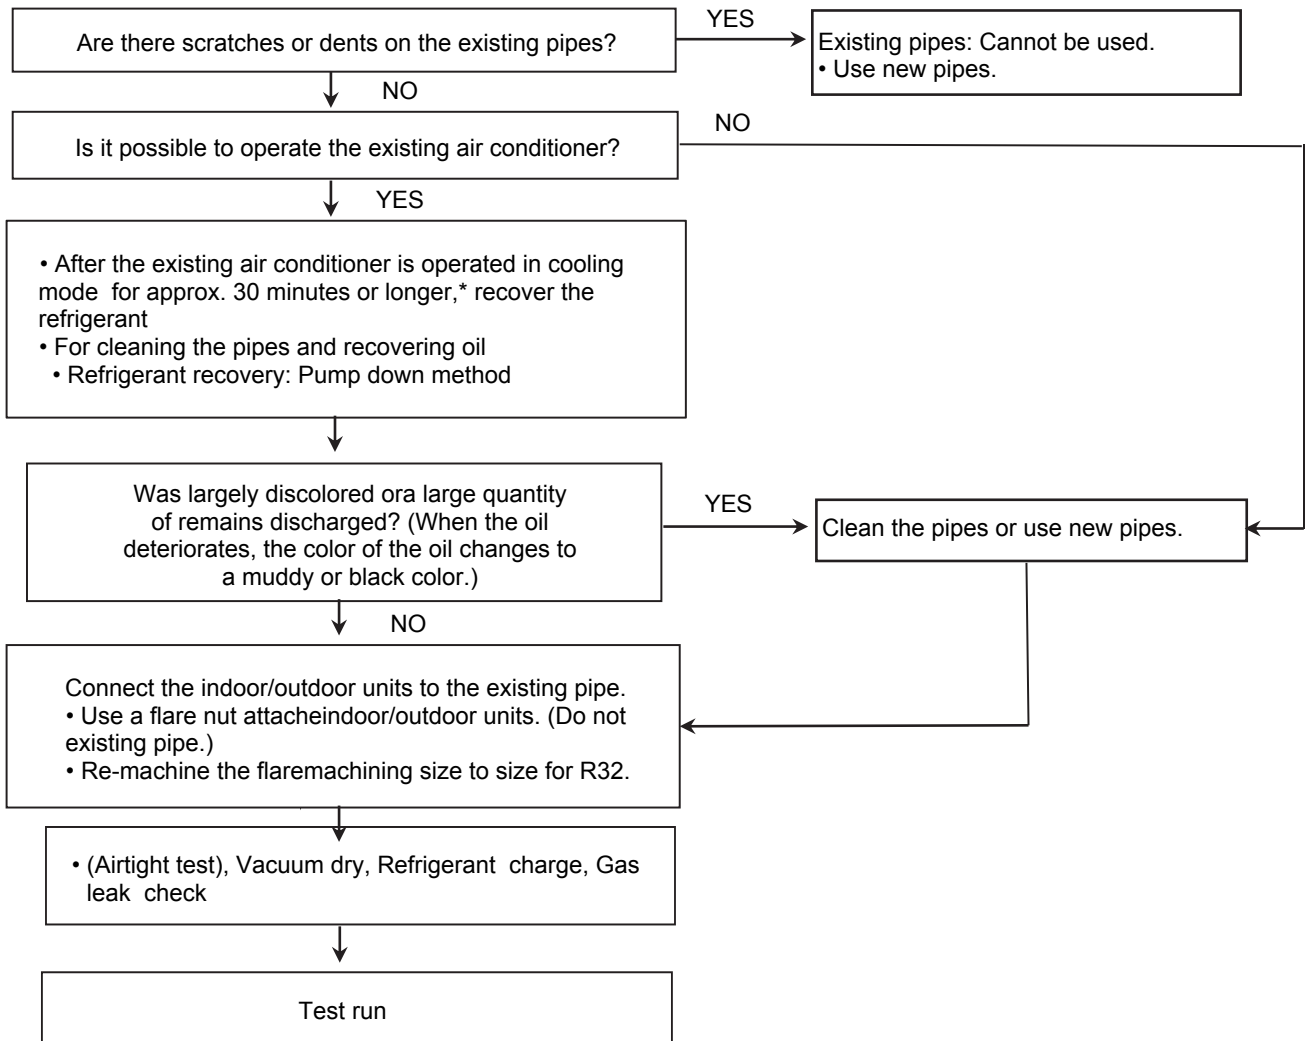 Are there scratches or dents on the existing pipes?
YES
Existing pipes: Cannot be used.
• Use new pipes.
NO
Is it possible to operate the existing air conditioner?
NO
YES
• After the existing air conditioner is operated in cooling
mode for approx. 30 minutes or longer,* recover the
refrigerant
• For cleaning the pipes and recovering oil
• Refrigerant recovery: Pump down method
Was largely discolored ora large quantity
of remains discharged? (When the oil
deteriorates, the color of the oil changes to
a muddy or black color.)
YES
Clean the pipes or use new pipes.
NO
Connect the indoor/outdoor units to the existing pipe.
• Use a flare nut attacheindoor/outdoor units. (Do not
existing pipe.)
• Re-machine the flaremachining size to size for R32.
• (Airtight test), Vacuum dry, Refrigerant charge, Gas
leak check
Test run